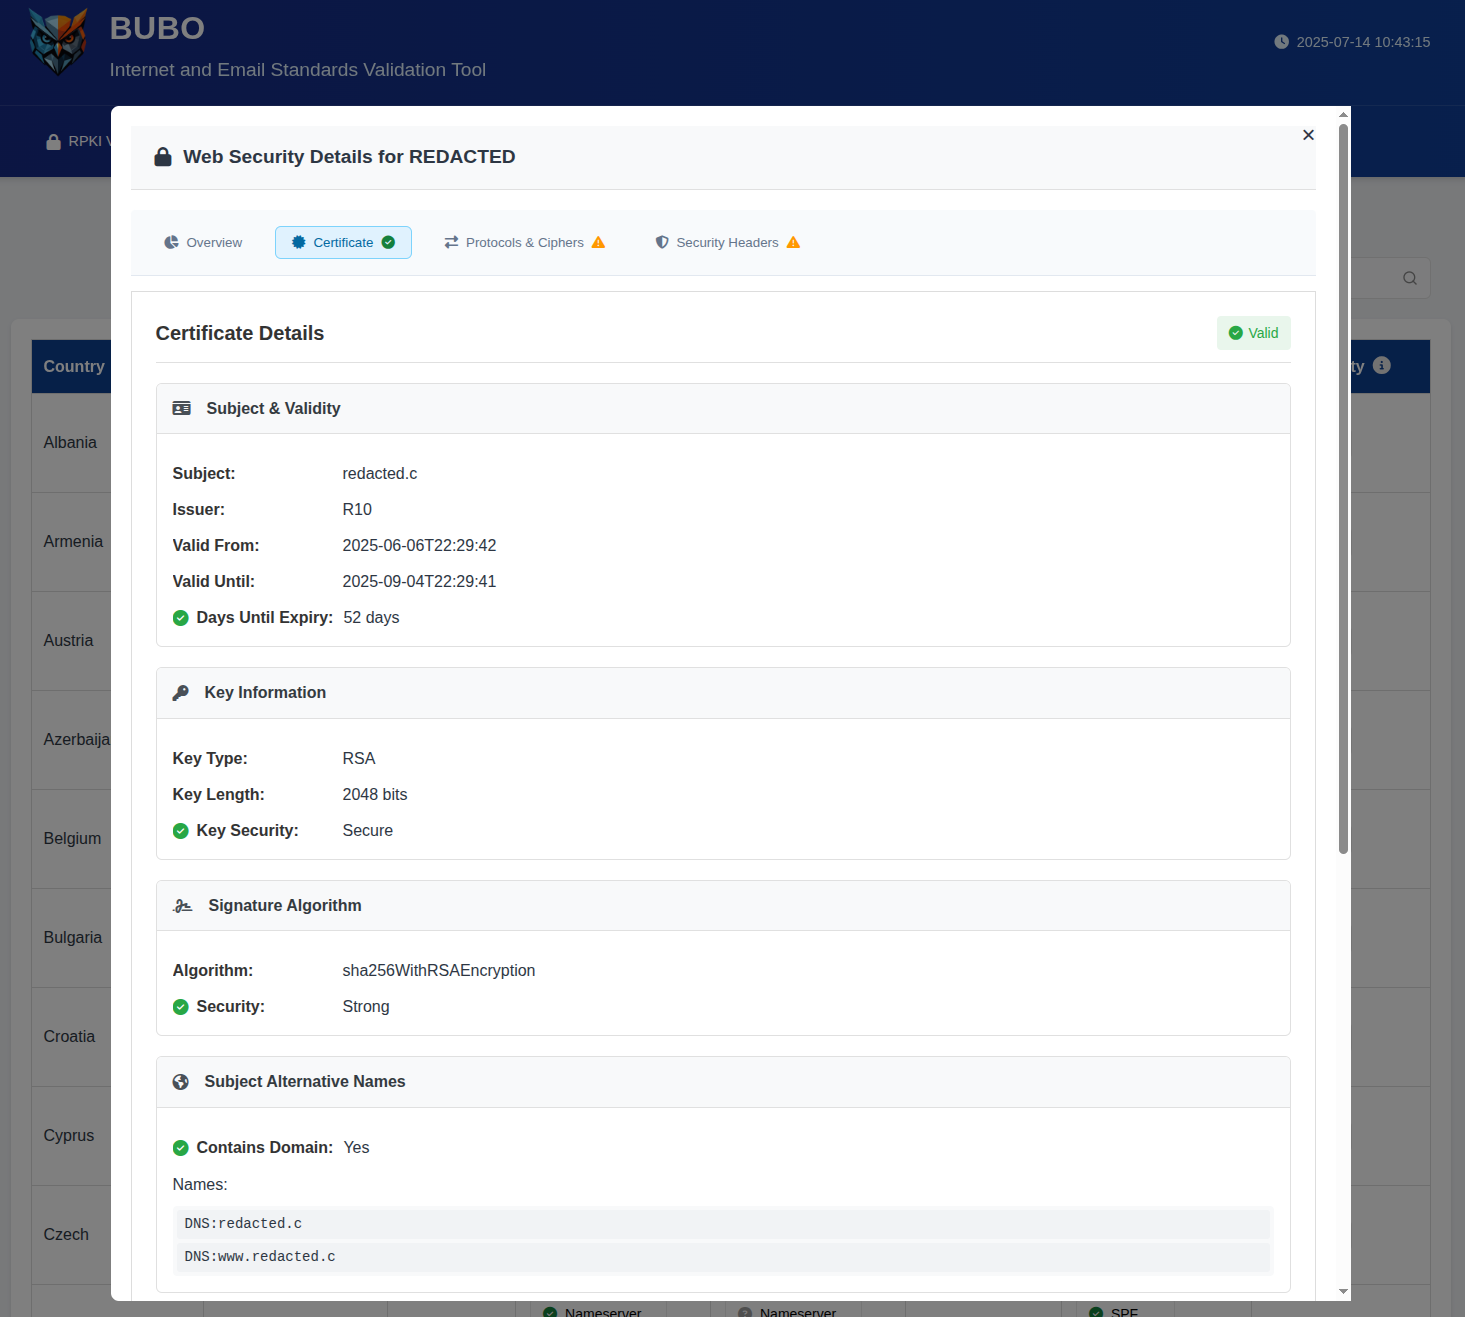 BUBO
Internet and Email Standards Validation Tool
2025-07-14 10:43:15
RPKI V
Web Security Details for REDACTED
✕
Overview
Certificate
Protocols & Ciphers
Security Headers
Certificate Details
Valid
Country
ty
Subject & Validity
Albania
Subject: redacted.c
Issuer: R10
Armenia
Valid From: 2025-06-06T22:29:42
Valid Until: 2025-09-04T22:29:41
Days Until Expiry: 52 days
Austria
Key Information
Azerbaija
Key Type: RSA
Key Length: 2048 bits
Key Security: Secure
Belgium
Signature Algorithm
Bulgaria
Algorithm: sha256WithRSAEncryption
Security: Strong
Croatia
Subject Alternative Names
Cyprus
Contains Domain: Yes
Names:
DNS:redacted.c
Czech
DNS:www.redacted.c
Nameserver
Nameserver
SPF